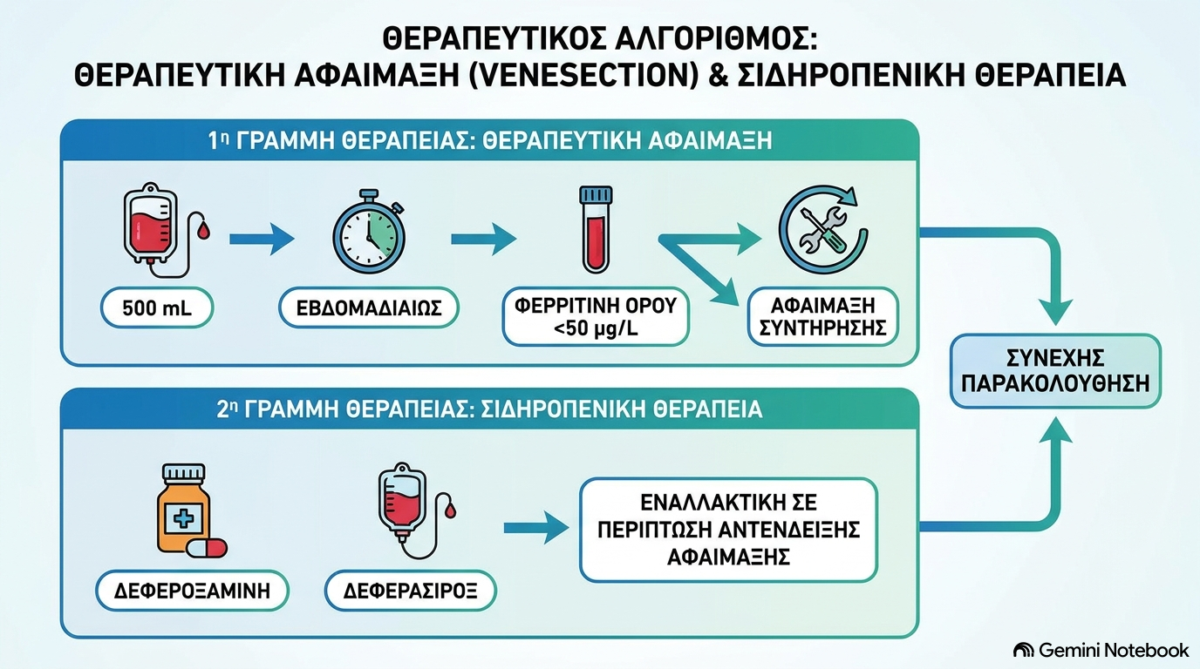 ΘΕΡΑΠΕΥΤΙΚΟΣ ΑΛΓΟΡΙΘΜΟΣ:
ΘΕΡΑΠΕΥΤΙΚΗ ΑΦΑΙΜΑΞΗ (VENESECTION) & ΣΙΔΗΡΟΠΕΝΙΚΗ ΘΕΡΑΠΕΙΑ
1η ΓΡΑΜΜΗ ΘΕΡΑΠΕΙΑΣ: ΘΕΡΑΠΕΥΤΙΚΗ ΑΦΑΙΜΑΞΗ
500 mL
ΕΒΔΟΜΑΔΙΑΙΩΣ
ΦΕΡΡΙΤΙΝΗ ΟΡΟΥ
<50 μg/L
ΑΦΑΙΜΑΞΗ
ΣΥΝΤΗΡΗΣΗΣ
ΣΥΝΕΧΗΣ
ΠΑΡΑΚΟΛΟΥΘΗΣΗ
2η ΓΡΑΜΜΗ ΘΕΡΑΠΕΙΑΣ: ΣΙΔΗΡΟΠΕΝΙΚΗ ΘΕΡΑΠΕΙΑ
ΔΕΦΕΡΟΞΑΜΙΝΗ
ΔΕΦΕΡΑΣΙΡΟΞ
ΕΝΑΛΛΑΚΤΙΚΗ ΣΕ
ΠΕΡΙΠΤΩΣΗ ΑΝΤΕΝΔΕΙΞΗΣ
ΑΦΑΙΜΑΞΗΣ
Gemini Notebook